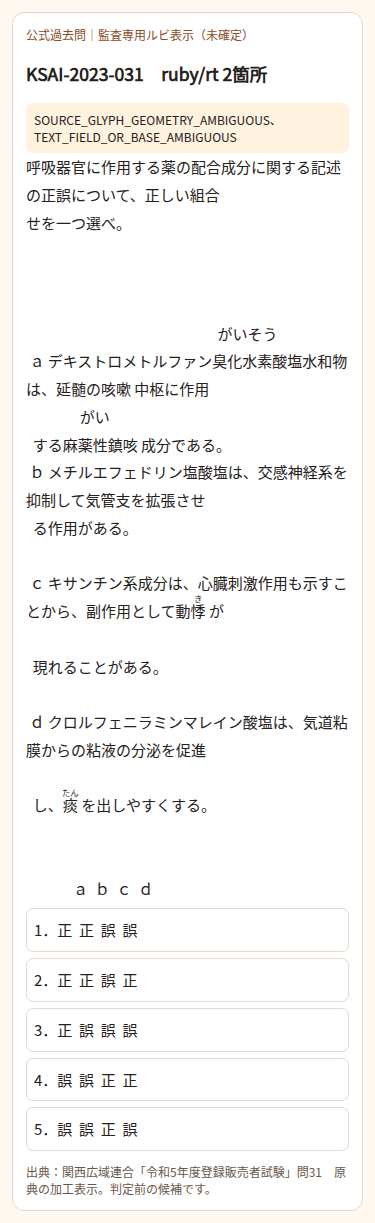 公式過去問｜監査専用ルビ表示（未確定）
KSAI-2023-031　ruby/rt 2箇所
SOURCE_GLYPH_GEOMETRY_AMBIGUOUS、
TEXT_FIELD_OR_BASE_AMBIGUOUS
呼吸器官に作用する薬の配合成分に関する記述
の正誤について、正しい組合
せを一つ選べ。
がいそう
ａ デキストロメトルファン臭化水素酸塩水和物
は、延髄の咳嗽 中枢に作用
がい
する麻薬性鎮咳 成分である。
ｂ メチルエフェドリン塩酸塩は、交感神経系を
抑制して気管支を拡張させ
る作用がある。
ｃ キサンチン系成分は、心臓刺激作用も示すこ
き
とから、副作用として動悸 が
現れることがある。
ｄ クロルフェニラミンマレイン酸塩は、気道粘
膜からの粘液の分泌を促進
たん
し、痰 を出しやすくする。
ａ ｂ ｃ ｄ
1．正 正 誤 誤
2．正 正 誤 正
3．正 誤 誤 誤
4．誤 誤 正 正
5．誤 誤 正 誤
出典：関西広域連合「令和5年度登録販売者試験」問31　原
典の加工表示。判定前の候補です。